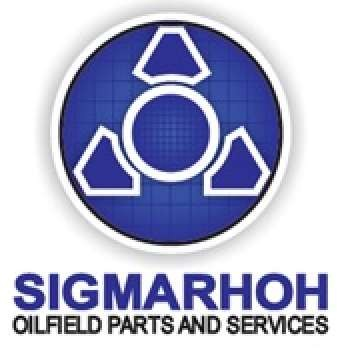 SIGMARHOH
OILFIELD PARTS AND SERVICES